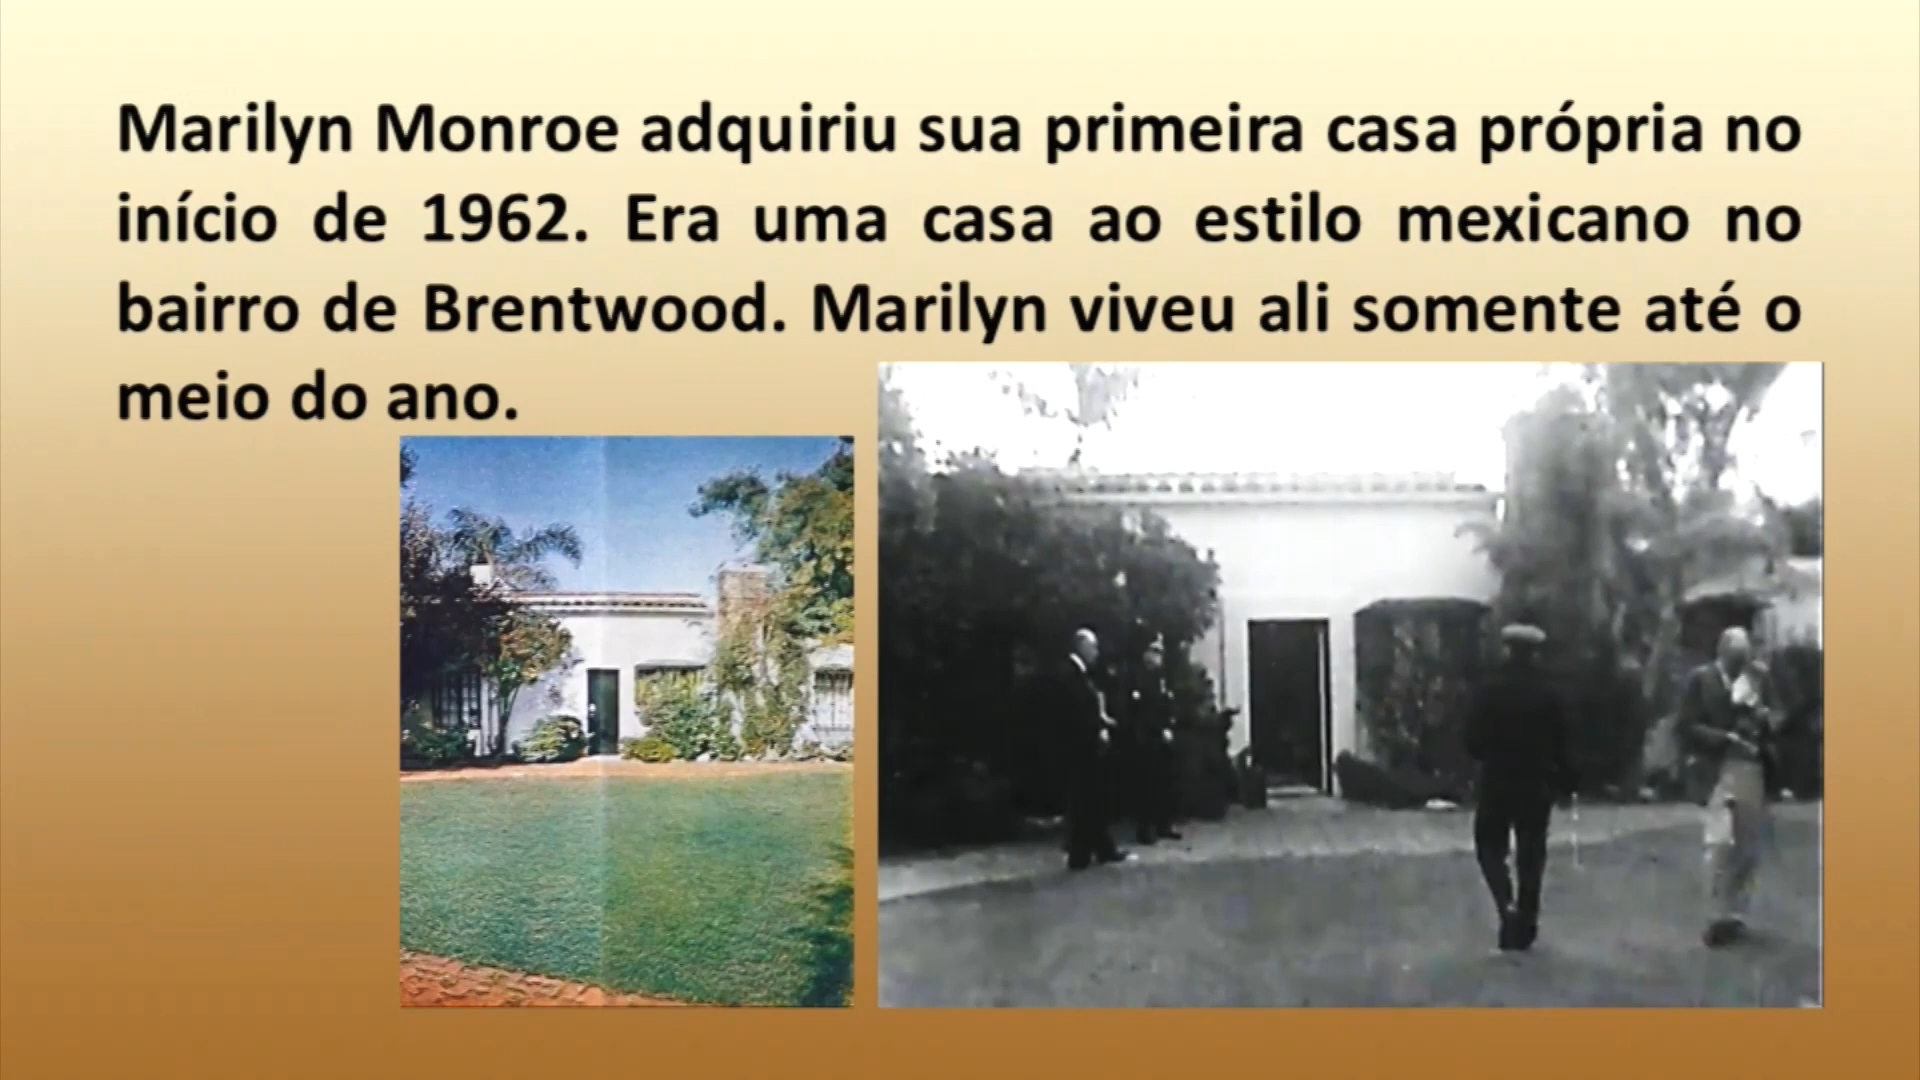 Marilyn Monroe adquiriu sua primeira casa própria no
início de 1962. Era uma casa ao estilo mexicano no
bairro de Brentwood. Marilyn viveu ali somente até o
meio do ano.